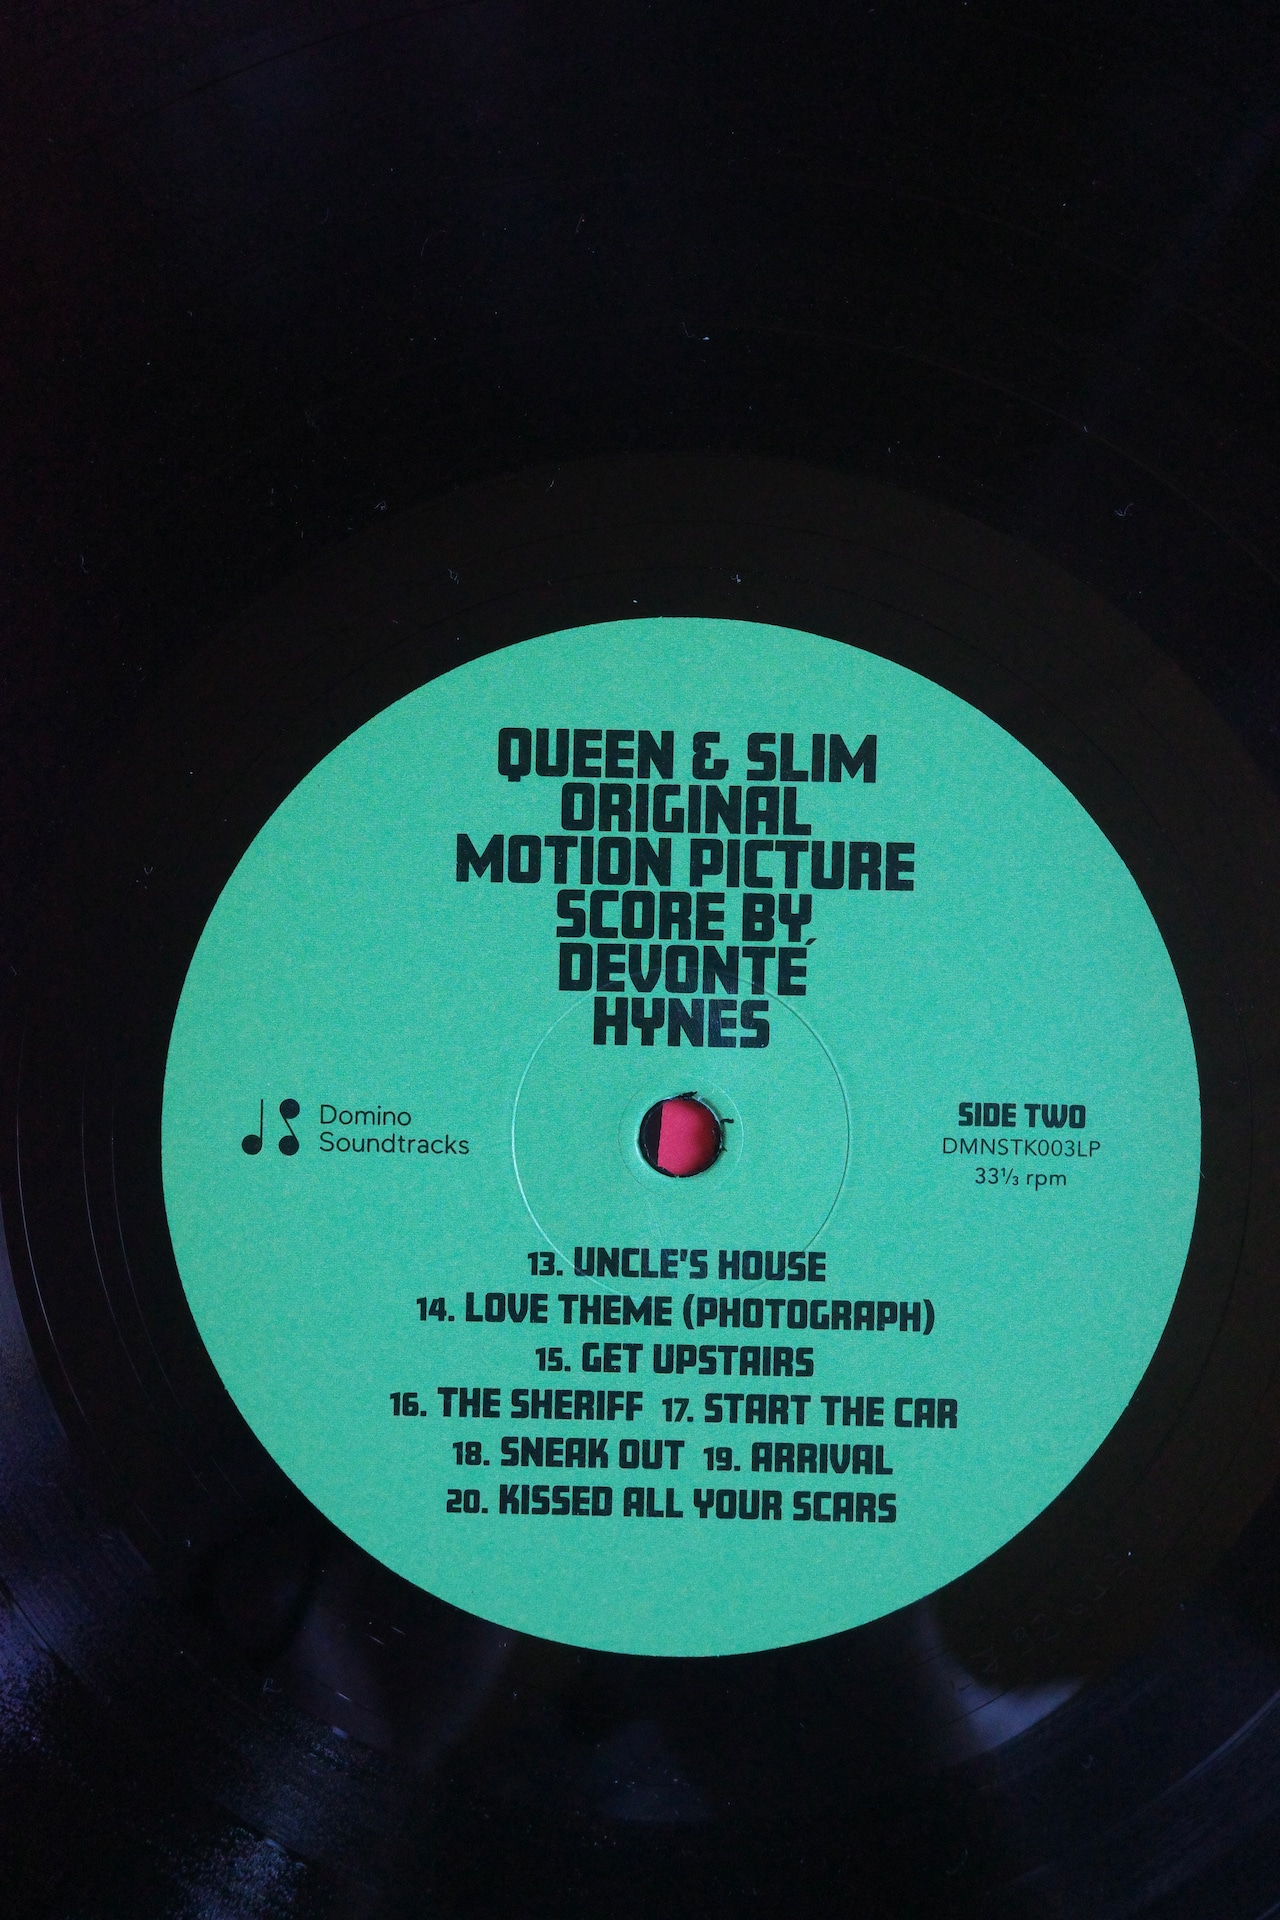 QUEEN & SLIM
ORIGINAL
MOTION PICTURE
SCORE BY
DEVONTÉ
HYNES
Domino
Soundtracks
SIDE TWO
DMNSTK003LP
33⅓ rpm
13. UNCLE'S HOUSE
14. LOVE THEME (PHOTOGRAPH)
15. GET UPSTAIRS
16. THE SHERIFF 17. START THE CAR
18. SNEAK OUT 19. ARRIVAL
20. KISSED ALL YOUR SCARS